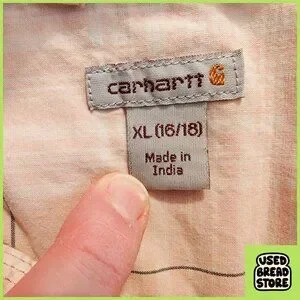 carhartt
XL (16/18)
Made in
India
USED
BREAD
STORE